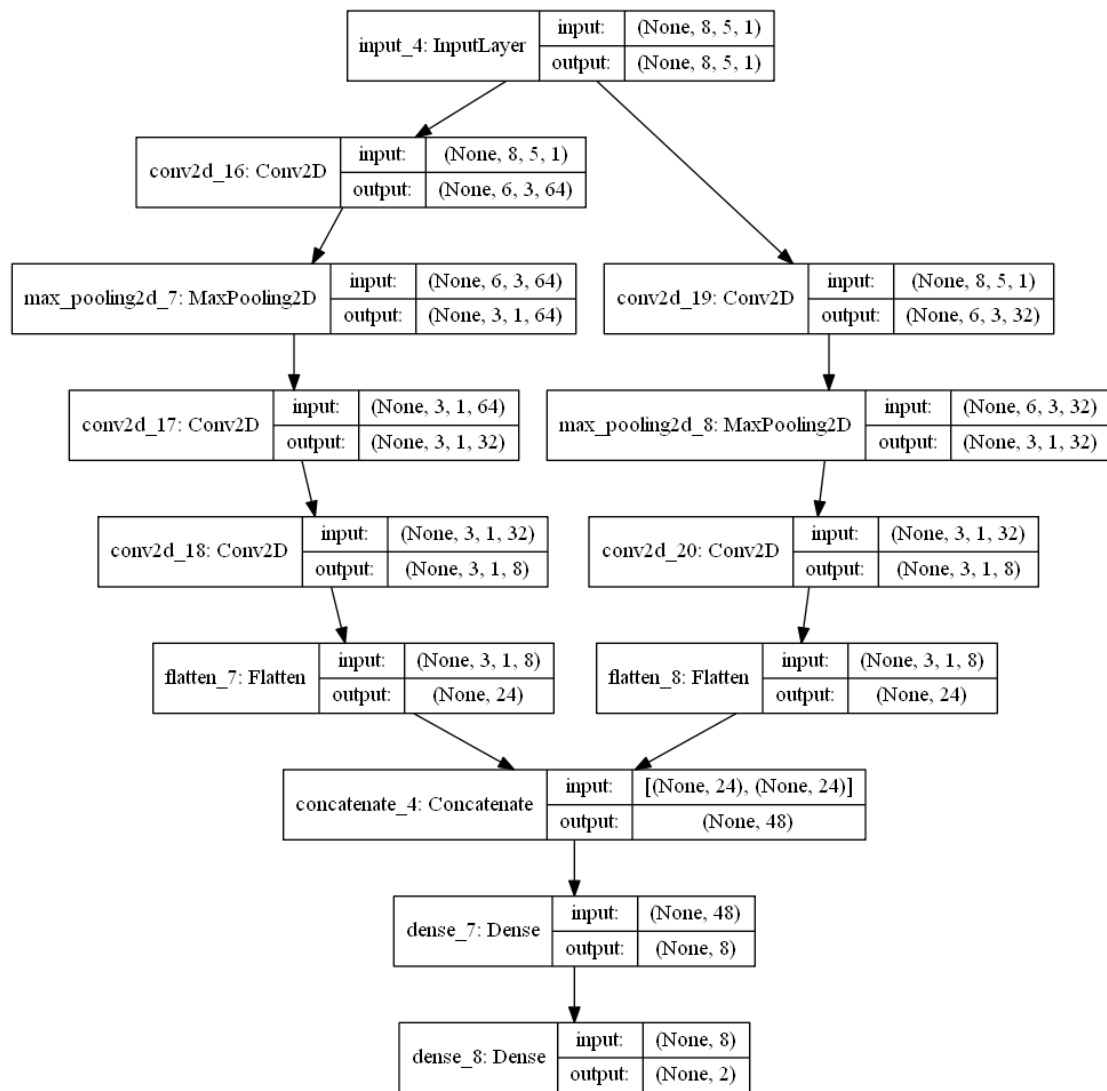 input_4: InputLayer
input: (None, 8, 5, 1)
output: (None, 8, 5, 1)
conv2d_16: Conv2D
input: (None, 8, 5, 1)
output: (None, 6, 3, 64)
max_pooling2d_7: MaxPooling2D
input: (None, 6, 3, 64)
output: (None, 3, 1, 64)
conv2d_19: Conv2D
input: (None, 8, 5, 1)
output: (None, 6, 3, 32)
conv2d_17: Conv2D
input: (None, 3, 1, 64)
output: (None, 3, 1, 32)
max_pooling2d_8: MaxPooling2D
input: (None, 6, 3, 32)
output: (None, 3, 1, 32)
conv2d_18: Conv2D
input: (None, 3, 1, 32)
output: (None, 3, 1, 8)
conv2d_20: Conv2D
input: (None, 3, 1, 32)
output: (None, 3, 1, 8)
flatten_7: Flatten
input: (None, 3, 1, 8)
output: (None, 24)
flatten_8: Flatten
input: (None, 3, 1, 8)
output: (None, 24)
concatenate_4: Concatenate
input: [(None, 24), (None, 24)]
output: (None, 48)
dense_7: Dense
input: (None, 48)
output: (None, 8)
dense_8: Dense
input: (None, 8)
output: (None, 2)